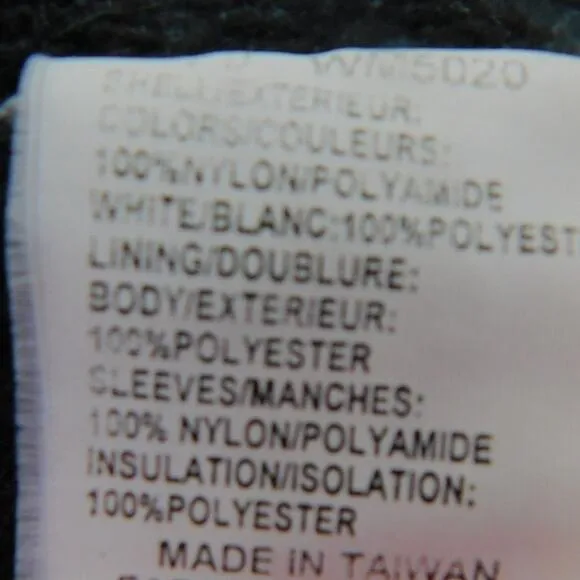 WM5020
SHELL/EXTERIEUR:
COLORS/COULEURS:
100%NYLON/POLYAMIDE
WHITE/BLANC:100%POLYEST
LINING/DOUBLURE:
BODY/EXTERIEUR:
100%POLYESTER
SLEEVES/MANCHES:
100% NYLON/POLYAMIDE
INSULATION/ISOLATION:
100%POLYESTER
MADE IN TAIWAN